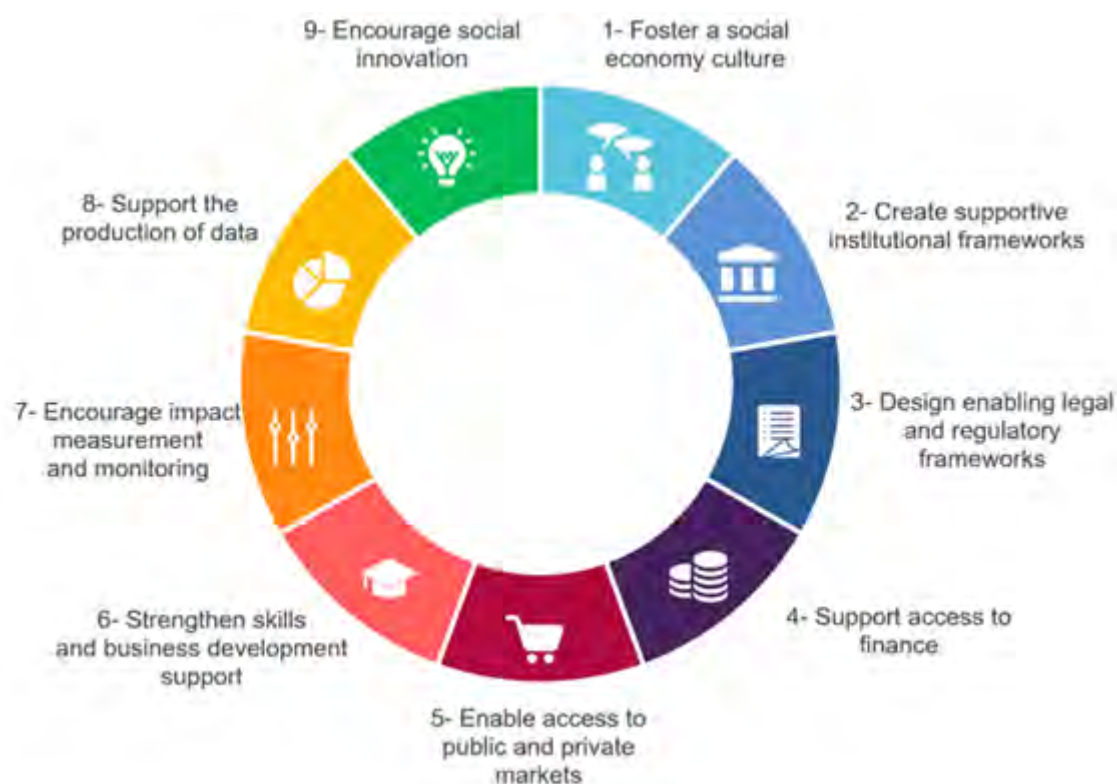 1- Foster a social
economy culture
2- Create supportive
institutional frameworks
3- Design enabling legal
and regulatory
frameworks
4- Support access to
finance
5- Enable access to
public and private
markets
6- Strengthen skills
and business development
support
7- Encourage impact
measurement
and monitoring
8- Support the
production of data
9- Encourage social
innovation